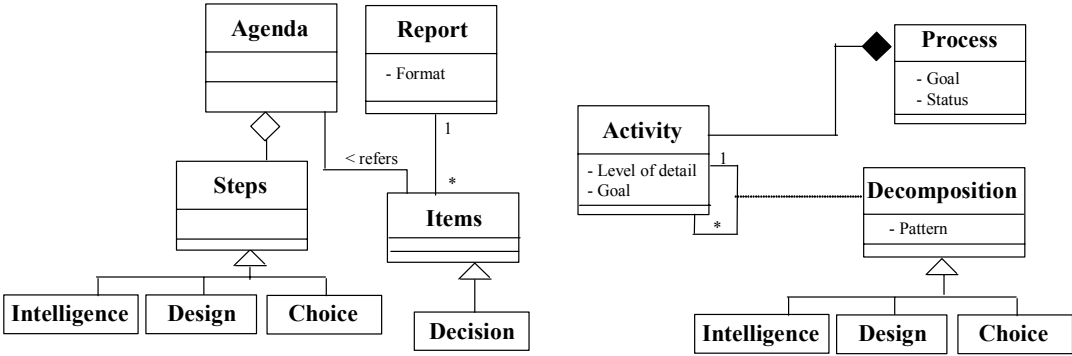 Agenda
Report
- Format
1
< refers
*
Steps
Items
Intelligence
Design
Choice
Decision
Process
- Goal
- Status
Activity
- Level of detail
- Goal
1
*
Decomposition
- Pattern
Intelligence
Design
Choice